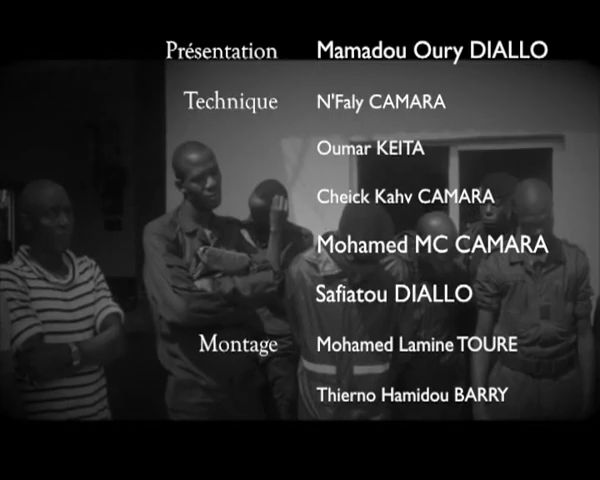 Présentation Mamadou Oury DIALLO
Technique N'Faly CAMARA
Oumar KEITA
Cheick Kahv CAMARA
Mohamed MC CAMARA
Safiatou DIALLO
Montage Mohamed Lamine TOURE
Thierno Hamidou BARRY